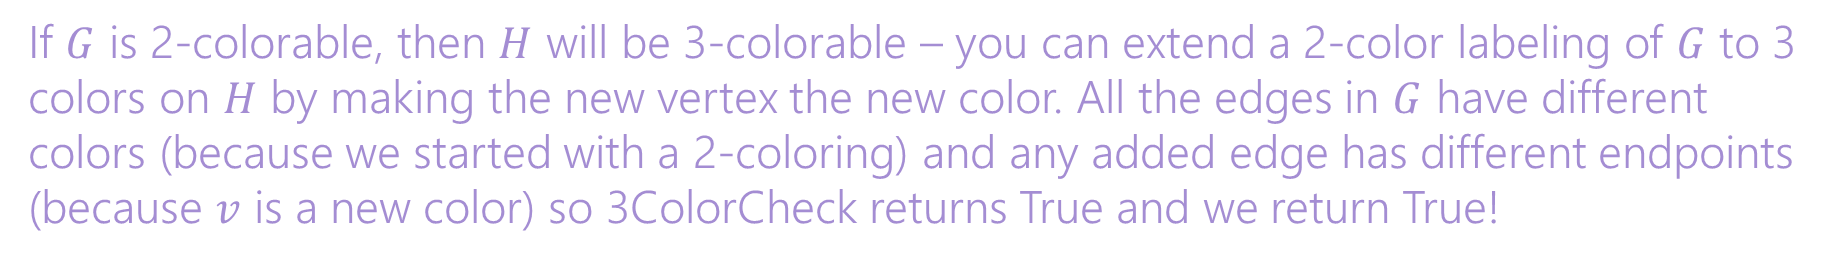 If G is 2-colorable, then H will be 3-colorable – you can extend a 2-color labeling of G to 3
colors on H by making the new vertex the new color. All the edges in G have different
colors (because we started with a 2-coloring) and any added edge has different endpoints
(because v is a new color) so 3ColorCheck returns True and we return True!